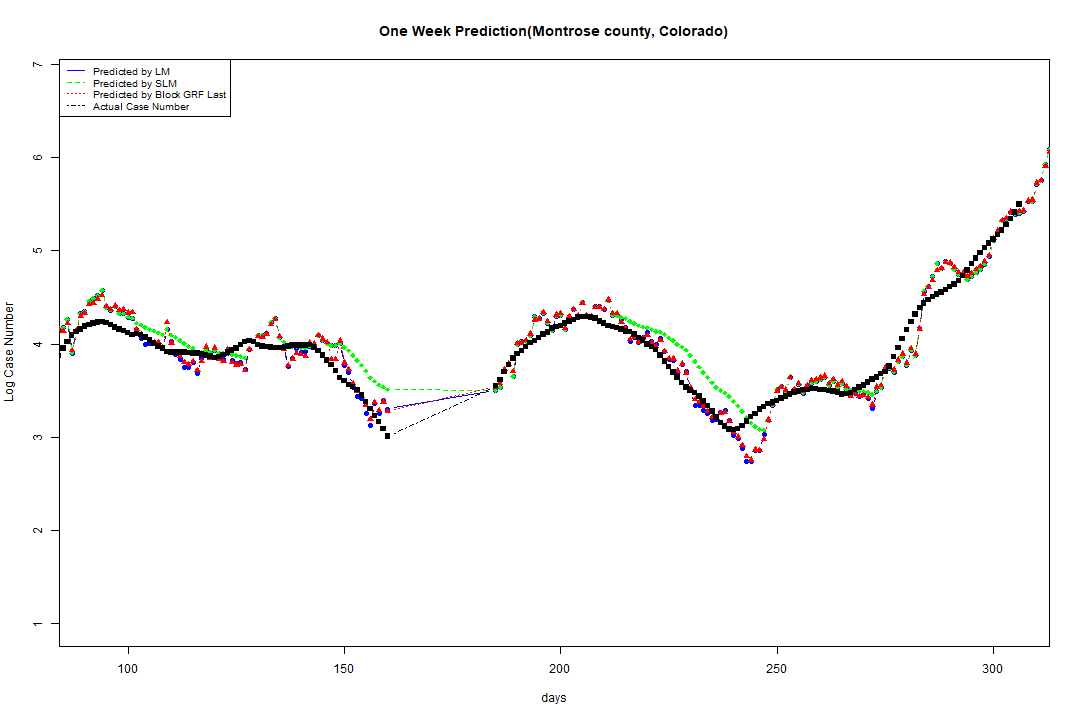 One Week Prediction(Montrose county, Colorado)
Predicted by LM
Predicted by SLM
Predicted by Block GRF Last
Actual Case Number
Log Case Number
7
6
5
4
3
2
1
100 150 200 250 300
days